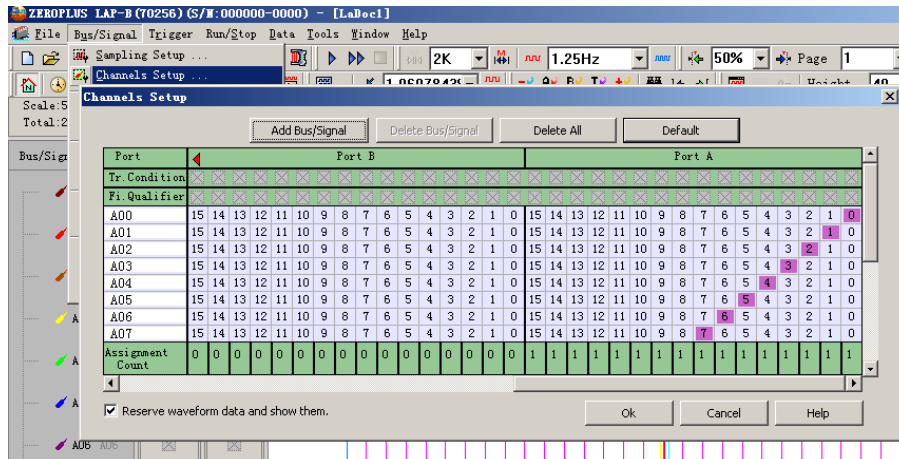 ZEROPLUS LAP-B(70256)(S/N:000000-0000) - [LaDoc1]
File Bus/Signal Trigger Run/Stop Data Tools Window Help
Sampling Setup ... 2K 1.25Hz 50% Page 1
Channels Setup ...
Scale:5
Total:2
Channels Setup
Add Bus/Signal Delete Bus/Signal Delete All Default
Bus/Sig
Port Port B Port A
Tr.Condition
Fi.Qualifier
A00 15 14 13 12 11 10 9 8 7 6 5 4 3 2 1 0 15 14 13 12 11 10 9 8 7 6 5 4 3 2 1 0
A01 15 14 13 12 11 10 9 8 7 6 5 4 3 2 1 0 15 14 13 12 11 10 9 8 7 6 5 4 3 2 1 0
A02 15 14 13 12 11 10 9 8 7 6 5 4 3 2 1 0 15 14 13 12 11 10 9 8 7 6 5 4 3 2 1 0
A03 15 14 13 12 11 10 9 8 7 6 5 4 3 2 1 0 15 14 13 12 11 10 9 8 7 6 5 4 3 2 1 0
A04 15 14 13 12 11 10 9 8 7 6 5 4 3 2 1 0 15 14 13 12 11 10 9 8 7 6 5 4 3 2 1 0
A05 15 14 13 12 11 10 9 8 7 6 5 4 3 2 1 0 15 14 13 12 11 10 9 8 7 6 5 4 3 2 1 0
A06 15 14 13 12 11 10 9 8 7 6 5 4 3 2 1 0 15 14 13 12 11 10 9 8 7 6 5 4 3 2 1 0
A07 15 14 13 12 11 10 9 8 7 6 5 4 3 2 1 0 15 14 13 12 11 10 9 8 7 6 5 4 3 2 1 0
Assignment
Count 0 0 0 0 0 0 0 0 0 0 0 0 0 0 0 0 1 1 1 1 1 1 1 1 1 1 1 1 1 1 1 1
Reserve waveform data and show them. Ok Cancel Help
A06 A06